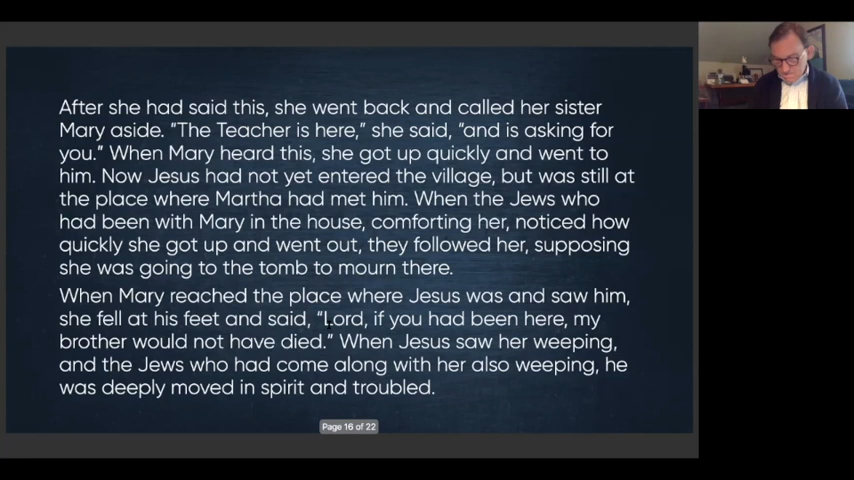 After she had said this, she went back and called her sister
Mary aside. "The Teacher is here," she said, "and is asking for
you." When Mary heard this, she got up quickly and went to
him. Now Jesus had not yet entered the village, but was still at
the place where Martha had met him. When the Jews who
had been with Mary in the house, comforting her, noticed how
quickly she got up and went out, they followed her, supposing
she was going to the tomb to mourn there.
When Mary reached the place where Jesus was and saw him,
she fell at his feet and said, "Lord, if you had been here, my
brother would not have died." When Jesus saw her weeping,
and the Jews who had come along with her also weeping, he
was deeply moved in spirit and troubled.
Page 16 of 22